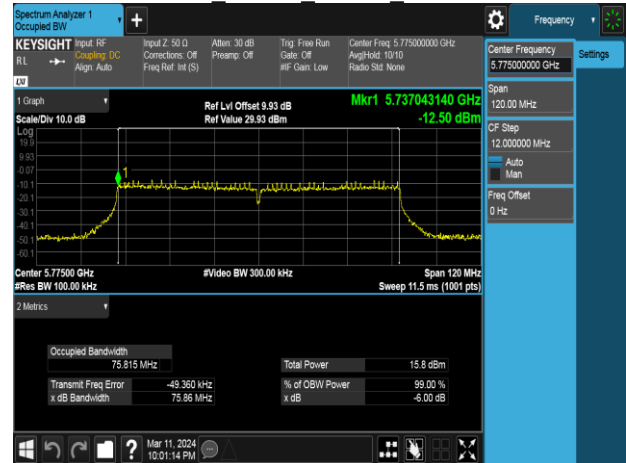 Spectrum Analyzer 1
Occupied BW
Frequency
KEYSIGHT
RL
LXI
Input: RF
Coupling: DC
Align: Auto
Input Z: 50 Ω
Corrections: Off
Freq Ref: Int (S)
Atten: 30 dB
Preamp: Off
Trig: Free Run
Gate: Off
#IF Gain: Low
Center Freq: 5.775000000 GHz
Avg|Hold: 10/10
Radio Std: None
Center Frequency
5.775000000 GHz
Settings
Span
120.00 MHz
CF Step
12.000000 MHz
Auto
Man
Freq Offset
0 Hz
1 Graph
Scale/Div 10.0 dB
Ref Lvl Offset 9.93 dB
Ref Value 29.93 dBm
Mkr1 5.737043140 GHz
-12.50 dBm
Log
19.9
9.93
-0.07
-10.1
-20.1
-30.1
-40.1
-50.1
-60.1
1
Center 5.77500 GHz
#Res BW 100.00 kHz
#Video BW 300.00 kHz
Span 120 MHz
Sweep 11.5 ms (1001 pts)
2 Metrics
Occupied Bandwidth
75.815 MHz
Total Power 15.8 dBm
Transmit Freq Error -49.360 kHz
% of OBW Power 99.00 %
x dB Bandwidth 75.86 MHz
x dB -6.00 dB
?
Mar 11, 2024
10:01:14 PM